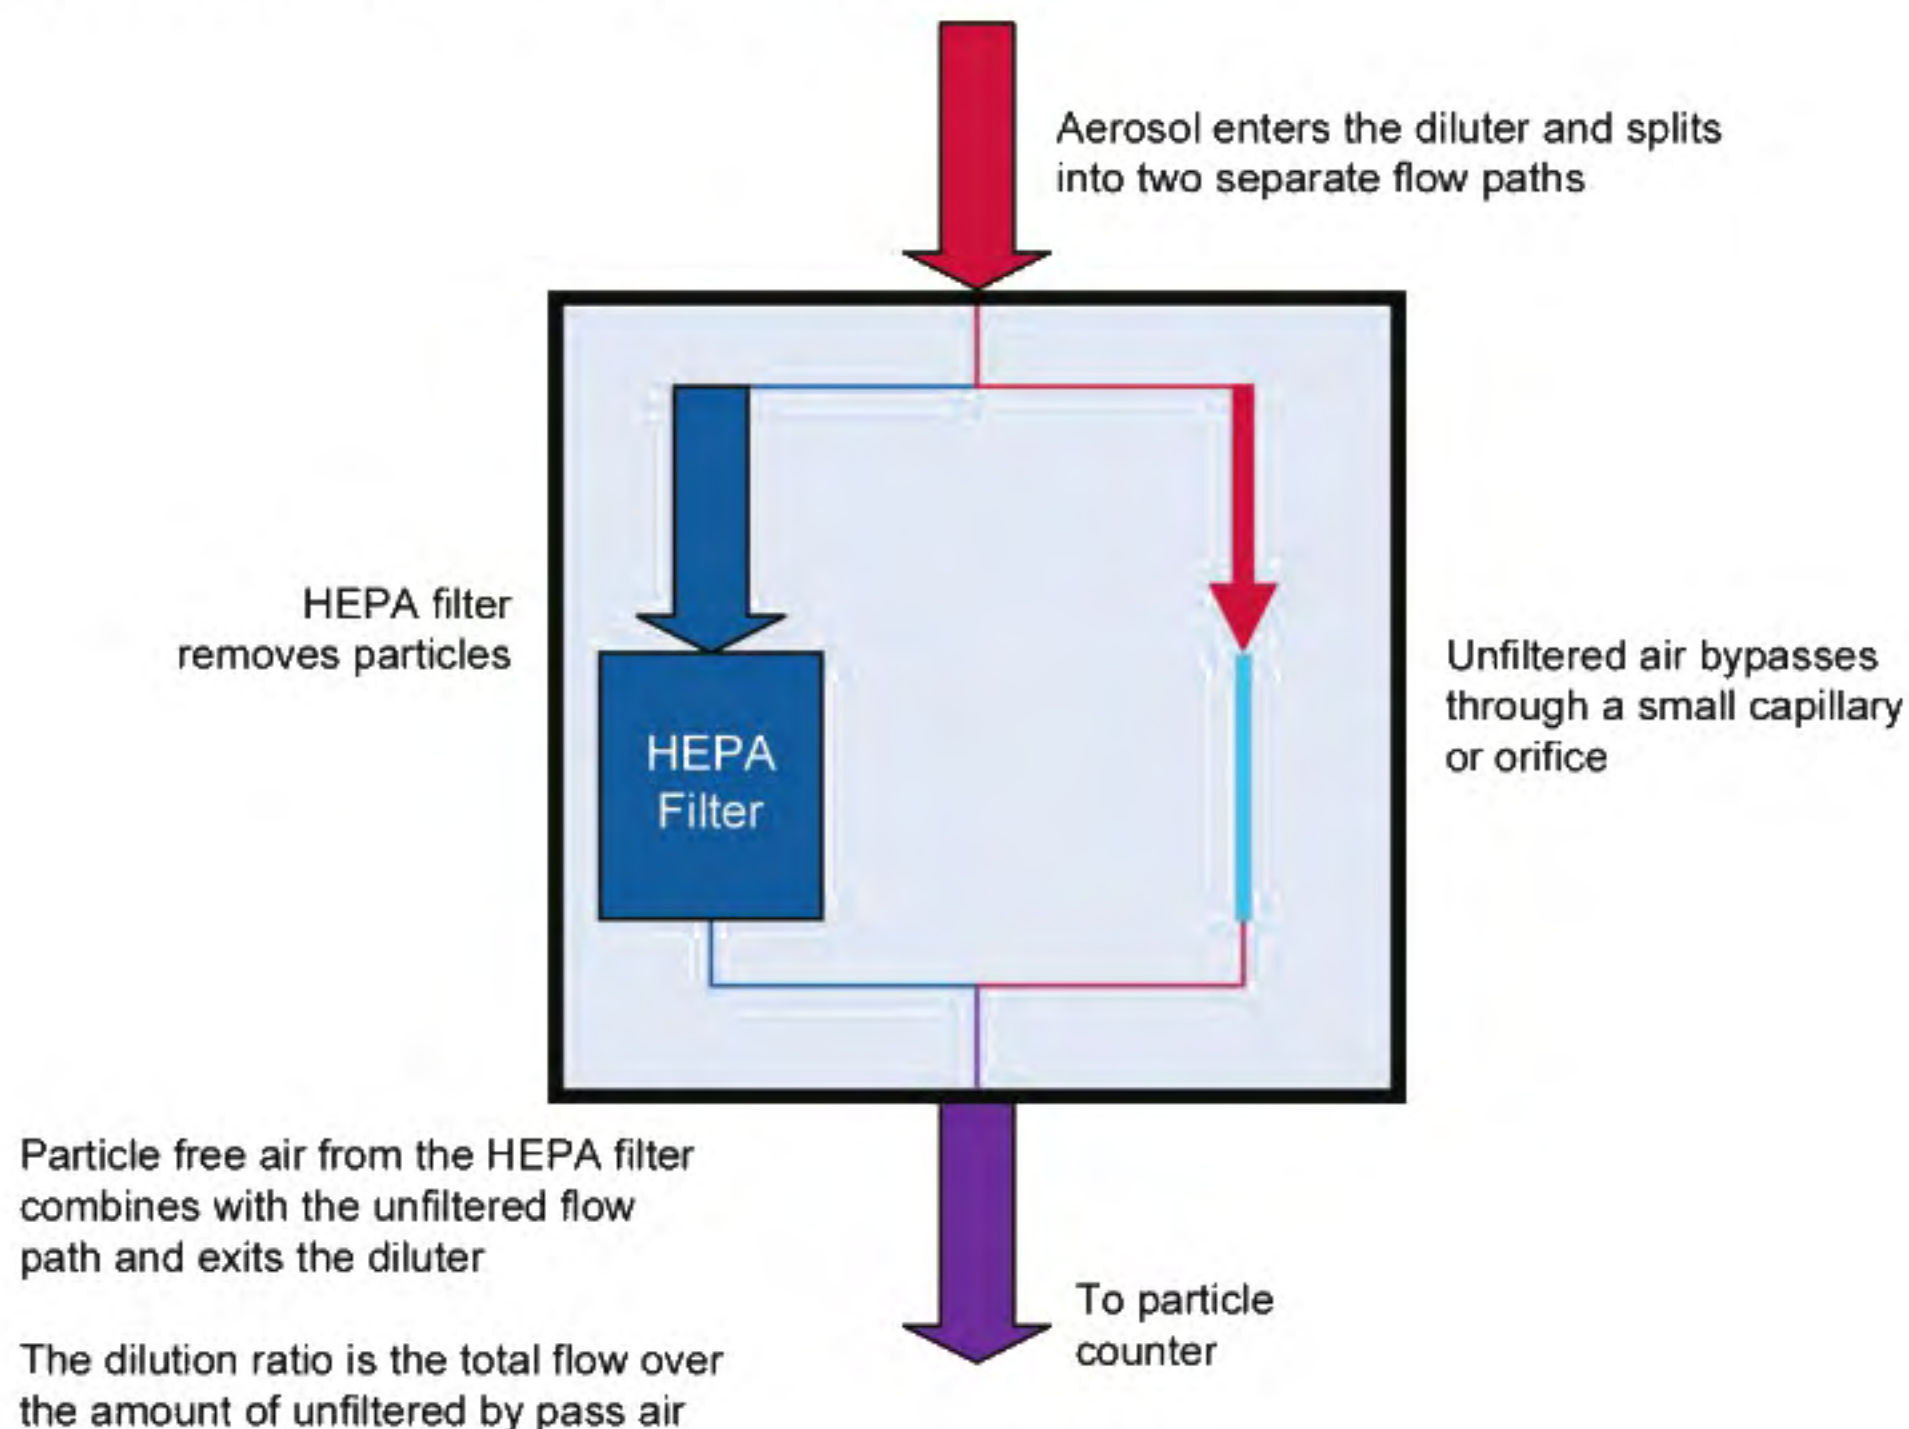 Aerosol enters the diluter and splits
into two separate flow paths
HEPA filter
removes particles
HEPA
Filter
Unfiltered air bypasses
through a small capillary
or orifice
Particle free air from the HEPA filter
combines with the unfiltered flow
path and exits the diluter
To particle
counter
The dilution ratio is the total flow over
the amount of unfiltered by pass air